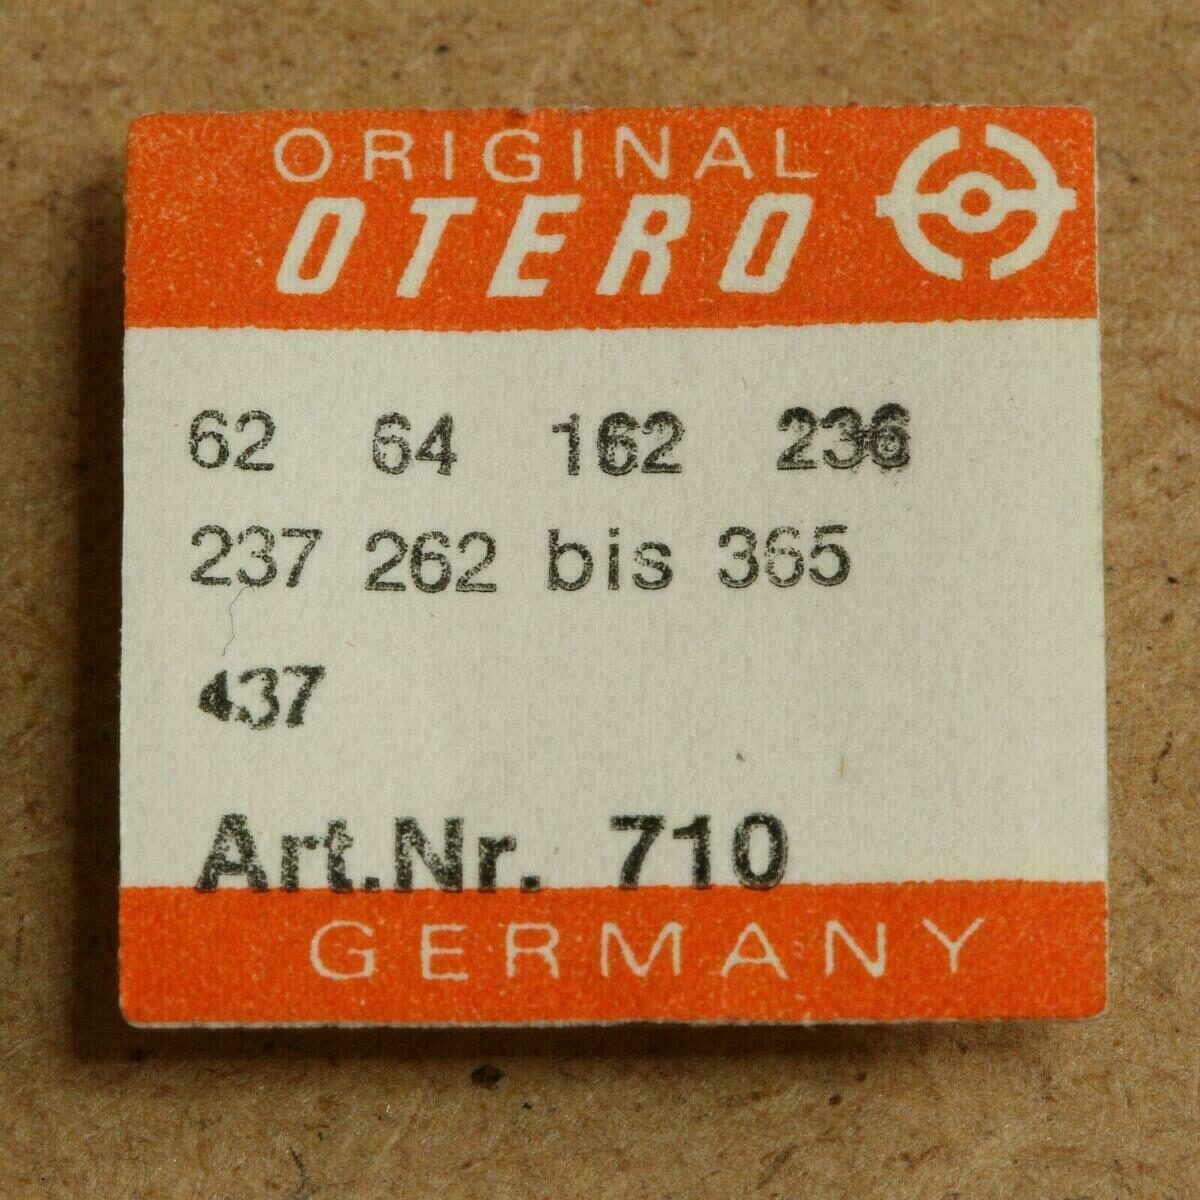 ORIGINAL
OTERO
62 64 162 236
237 262 bis 365
437
Art.Nr. 710
GERMANY